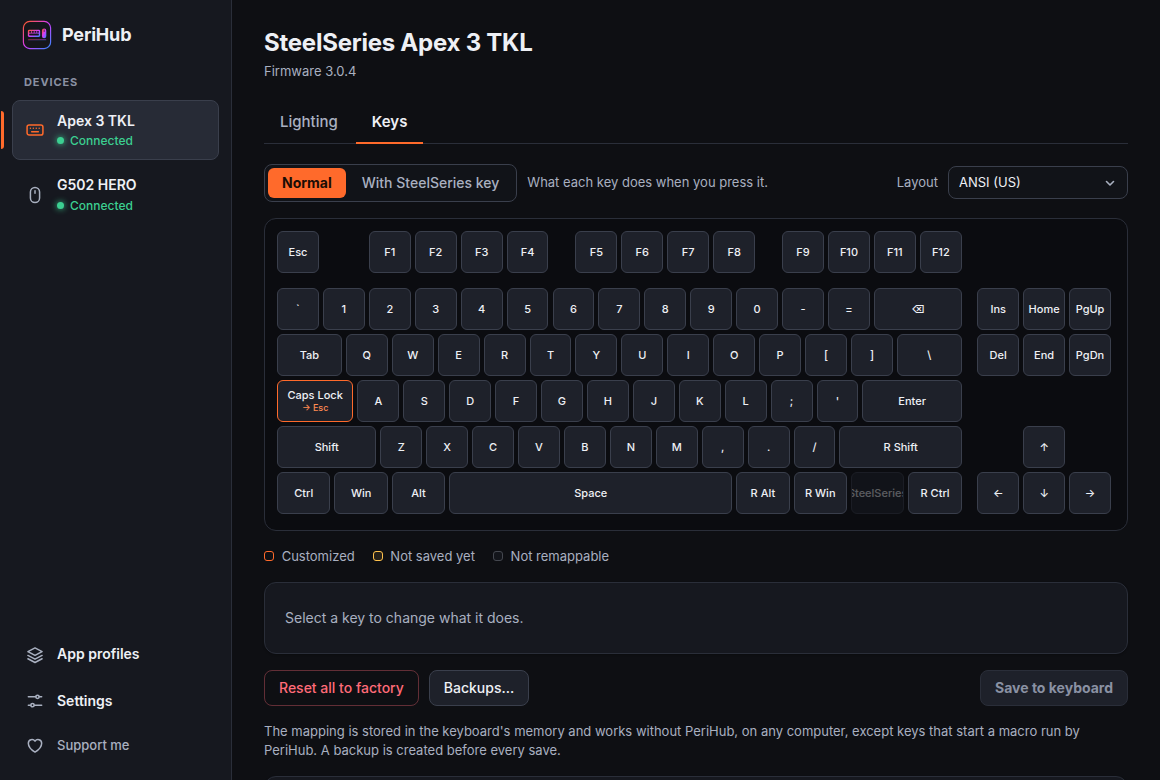 PeriHub
DEVICES
Apex 3 TKL
Connected
G502 HERO
Connected
App profiles
Settings
Support me
SteelSeries Apex 3 TKL
Firmware 3.0.4
Lighting Keys
Normal With SteelSeries key What each key does when you press it. Layout ANSI (US)
Esc F1 F2 F3 F4 F5 F6 F7 F8 F9 F10 F11 F12
` 1 2 3 4 5 6 7 8 9 0 - = ⌫ Ins Home PgUp
Tab Q W E R T Y U I O P [ ] \ Del End PgDn
Caps Lock A S D F G H J K L ; ' Enter
→ Esc
Shift Z X C V B N M , . / R Shift ↑
Ctrl Win Alt Space R Alt R Win SteelSeries R Ctrl ← ↓ →
Customized Not saved yet Not remappable
Select a key to change what it does.
Reset all to factory Backups... Save to keyboard
The mapping is stored in the keyboard's memory and works without PeriHub, on any computer, except keys that start a macro run by
PeriHub. A backup is created before every save.